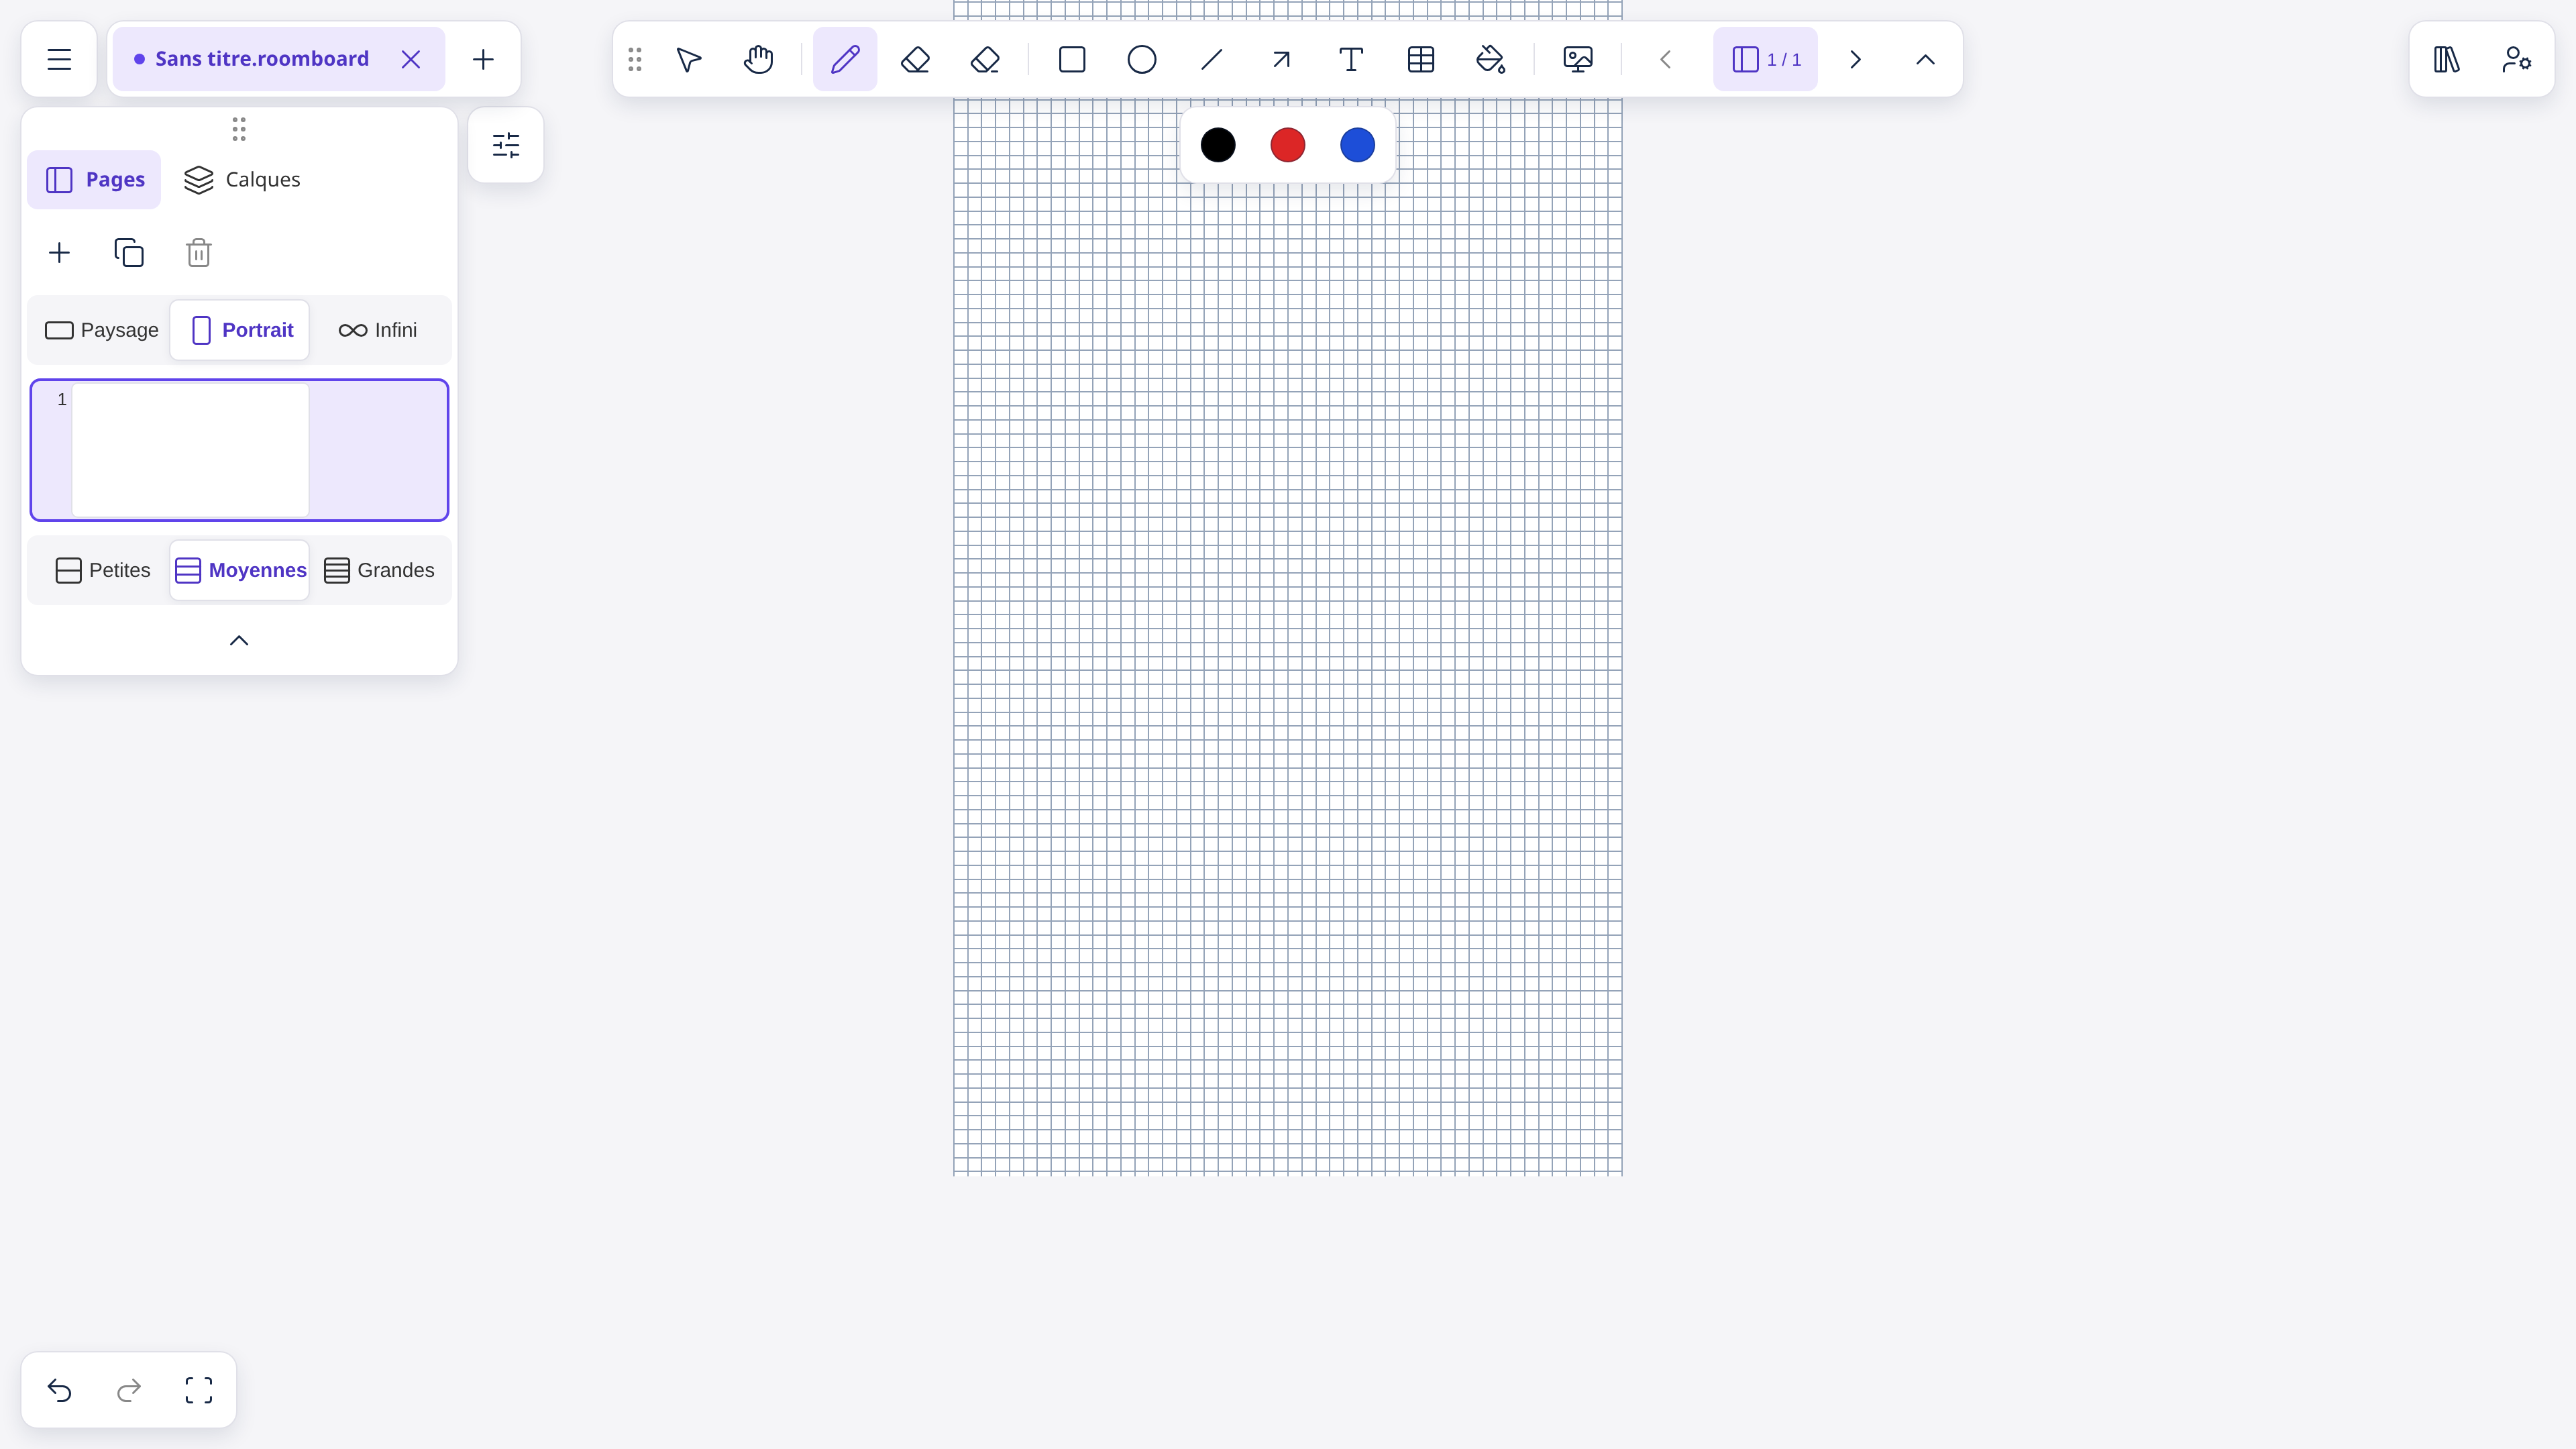 Sans titre.roomboard
1 / 1
Pages
Calques
Paysage
Portrait
Infini
1
Petites
Moyennes
Grandes